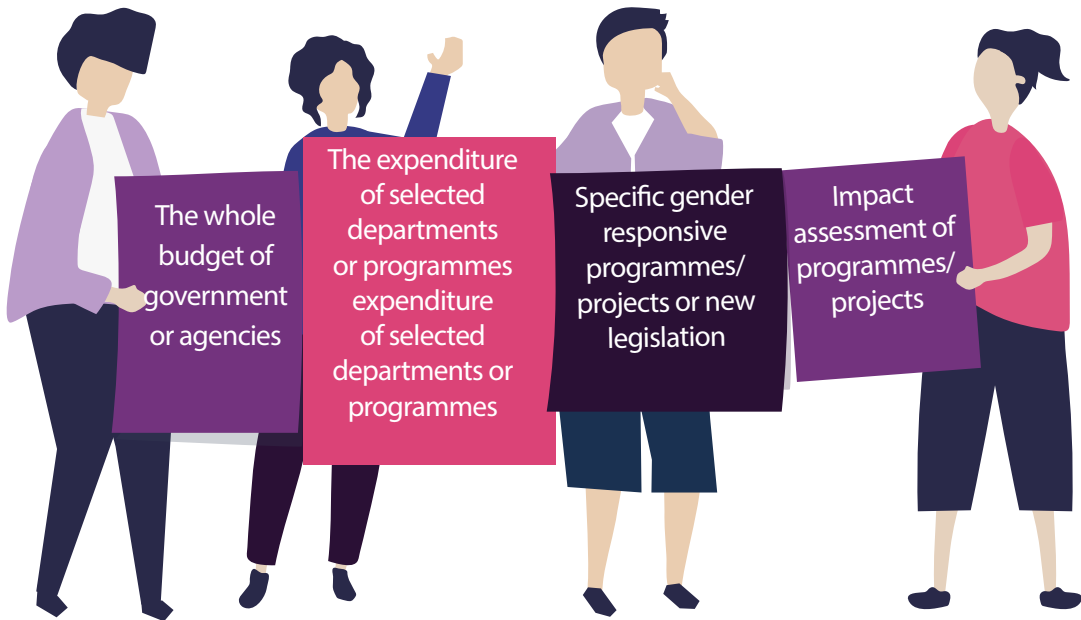 The whole
budget of
government
or agencies
The expenditure
of selected
departments
or programmes
expenditure
of selected
departments or
programmes
Specific gender
responsive
programmes/
projects or new
legislation
Impact
assessment of
programmes/
projects